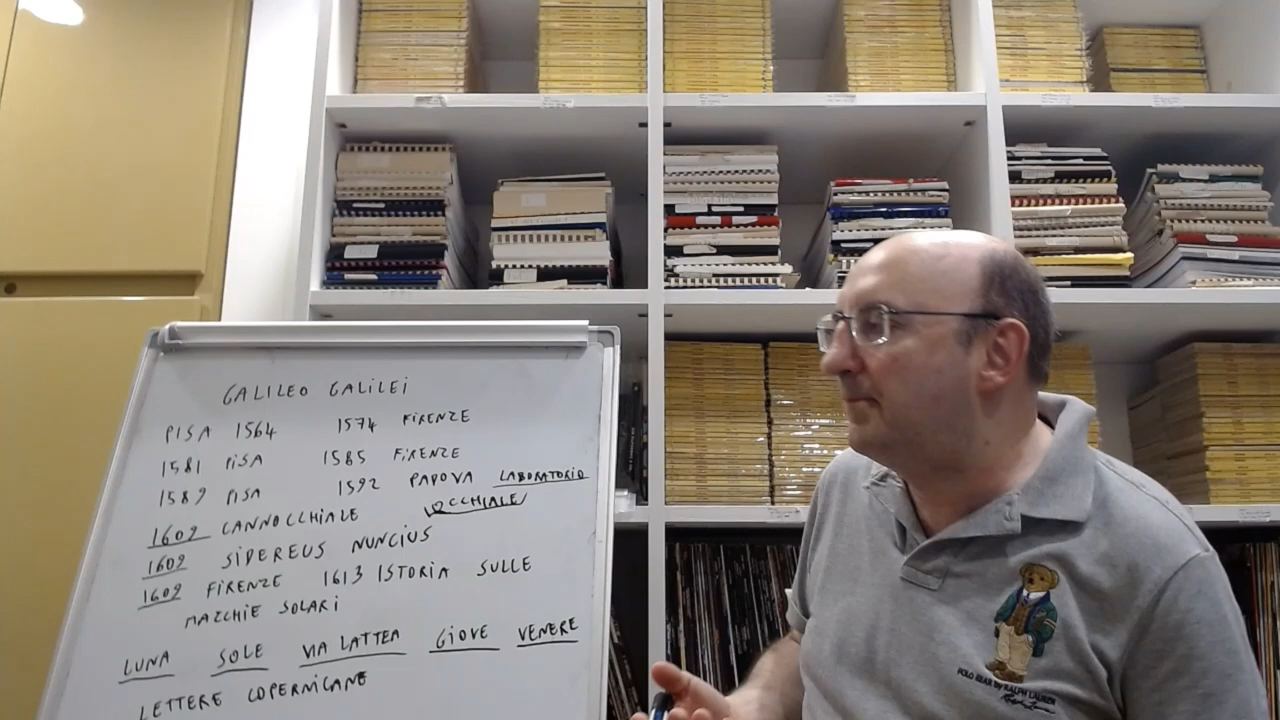 GALILEO GALILEI
PISA 1564 1574 FIRENZE
1581 PISA 1585 FIRENZE
1589 PISA 1592 PADOVA LABORATORIO
OCCHIALE
1609 CANNOCCHIALE
1609 SIDEREUS NUNCIUS
1609 FIRENZE 1613 ISTORIA SULLE
MACCHIE SOLARI
LUNA SOLE VIA LATTEA GIOVE VENERE
LETTERE COPERNICANE
POLO BEAR BY RALPH LAUREN